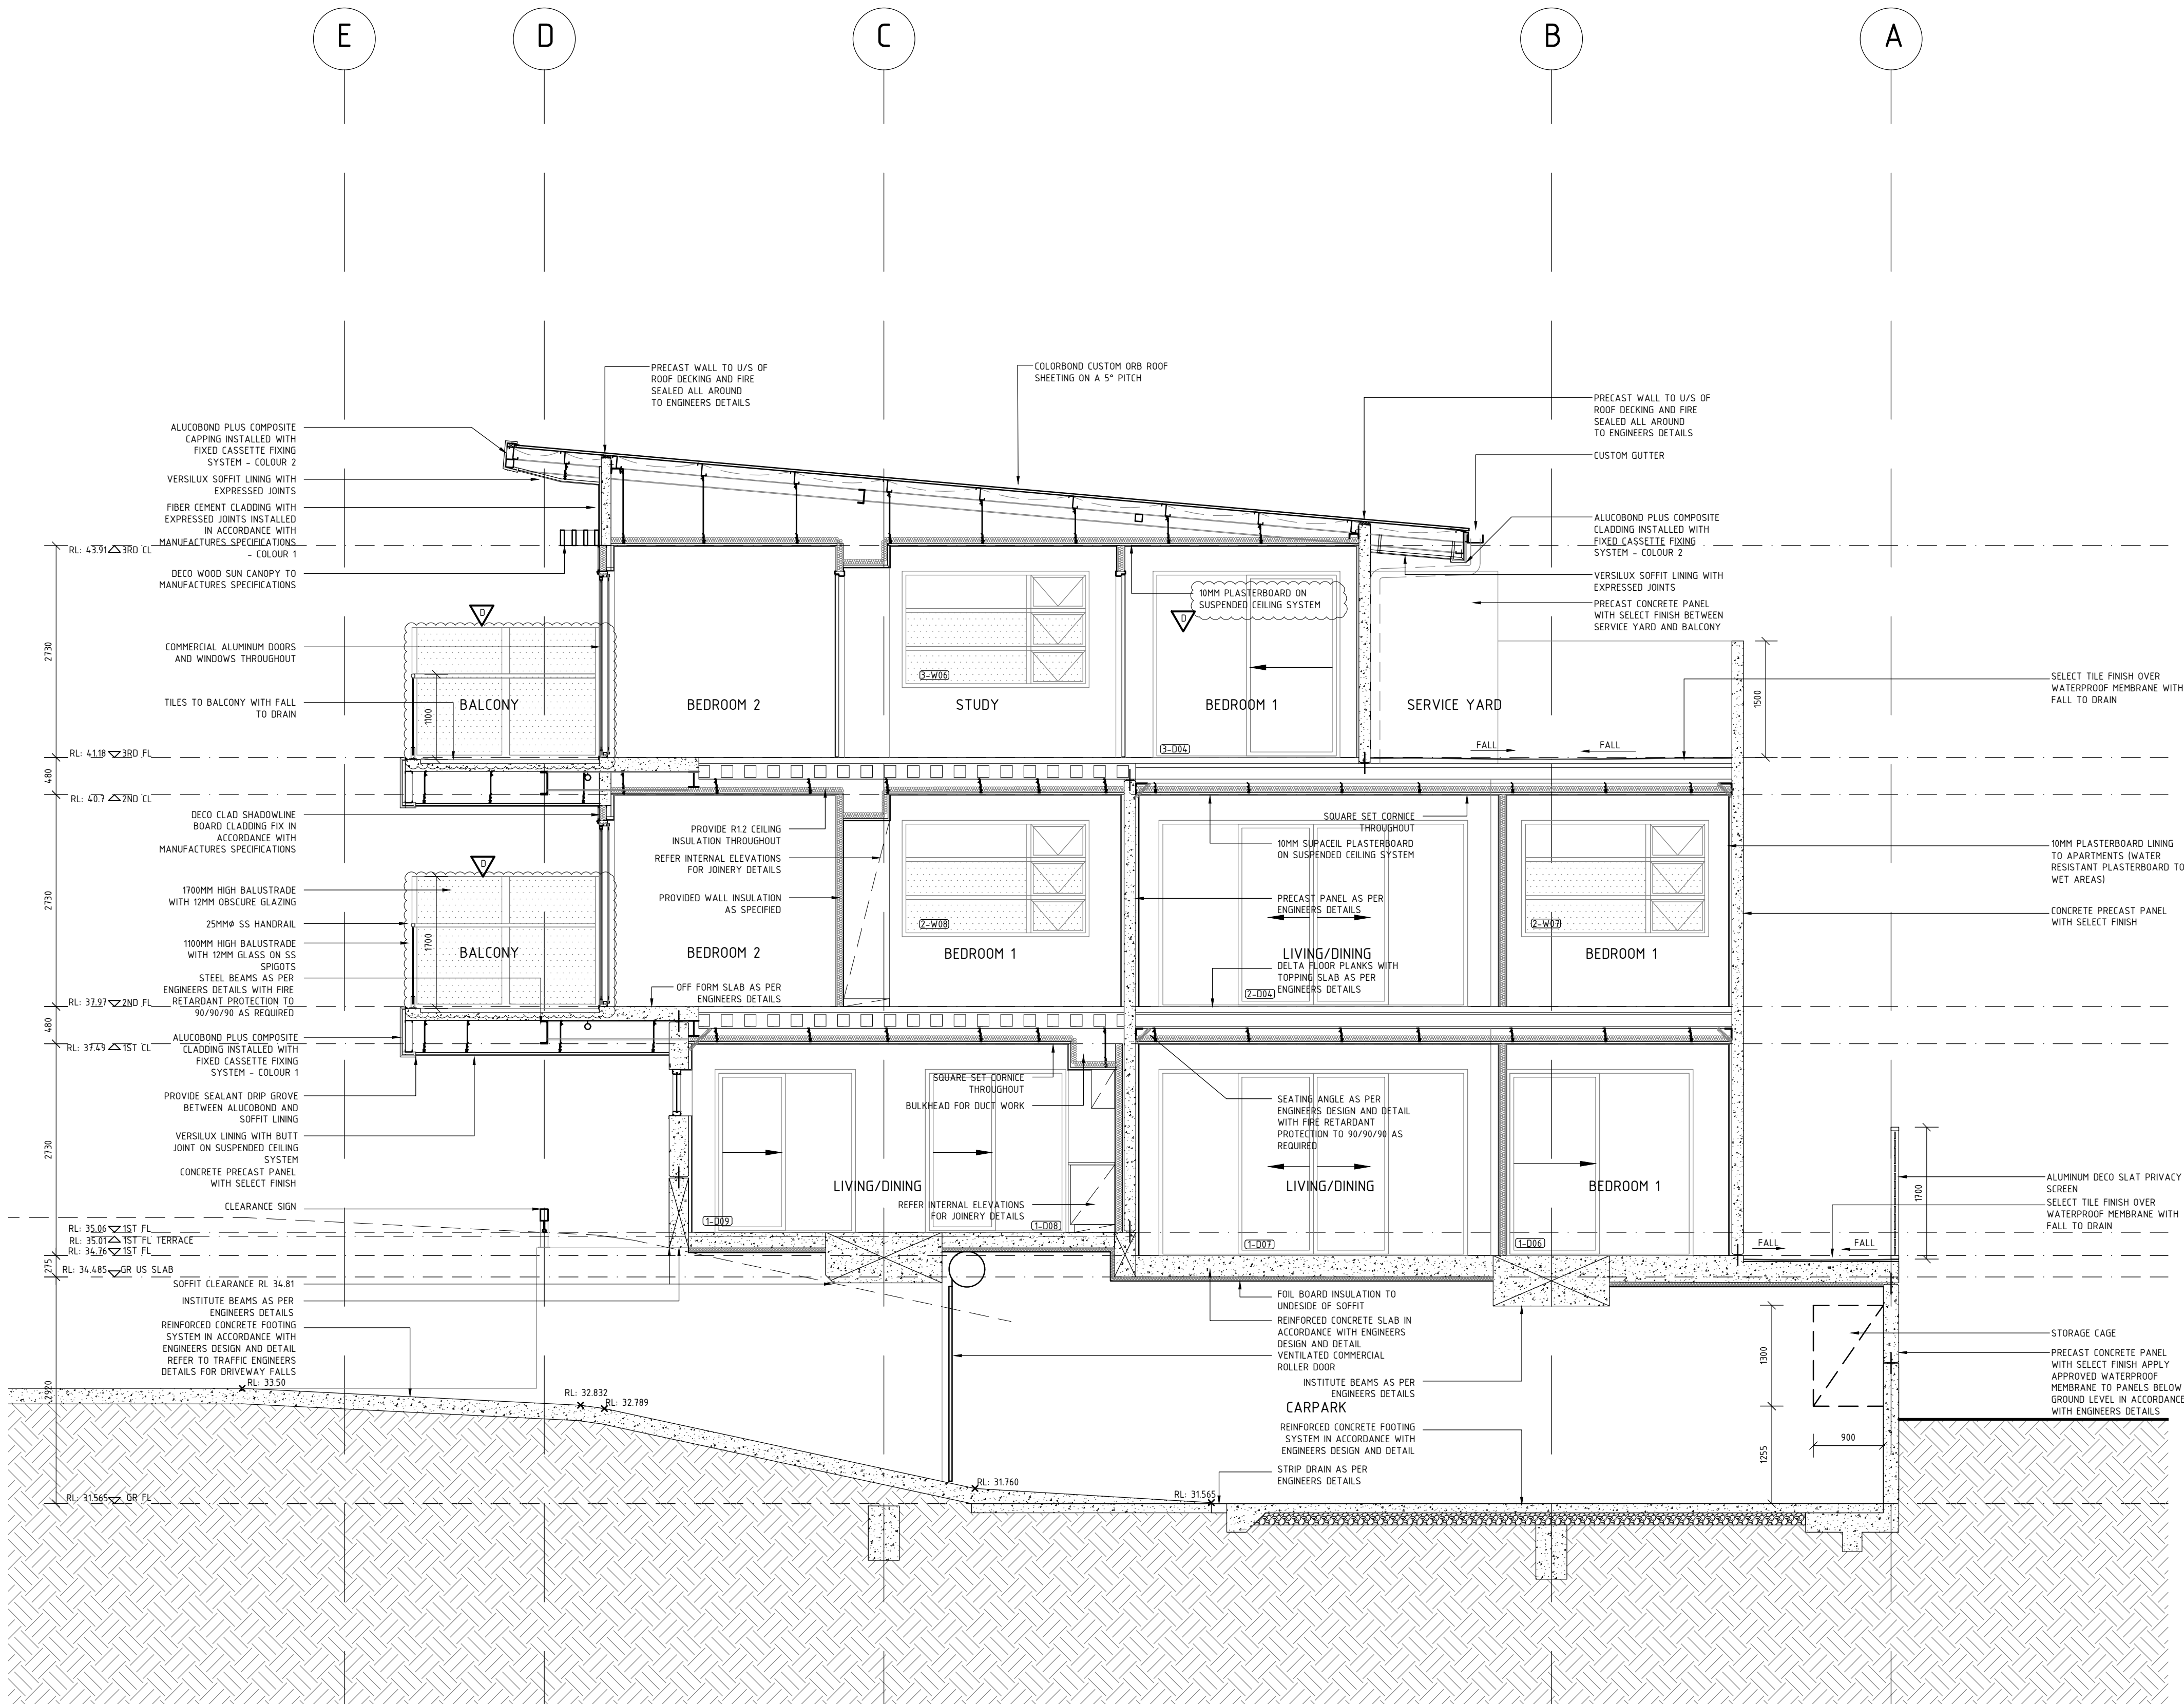 E
D
C
B
A
PRECAST WALL TO U/S OF
ROOF DECKING AND FIRE
SEALED ALL AROUND
TO ENGINEERS DETAILS
COLORBOND CUSTOM ORB ROOF
SHEETING ON A 5° PITCH
PRECAST WALL TO U/S OF
ROOF DECKING AND FIRE
SEALED ALL AROUND
TO ENGINEERS DETAILS
CUSTOM GUTTER
ALUCOBOND PLUS COMPOSITE
CLADDING INSTALLED WITH
FIXED CASSETTE FIXING
SYSTEM - COLOUR 2
VERSILUX SOFFIT LINING WITH
EXPRESSED JOINTS
PRECAST CONCRETE PANEL
WITH SELECT FINISH BETWEEN
SERVICE YARD AND BALCONY
ALUCOBOND PLUS COMPOSITE
CAPPING INSTALLED WITH
FIXED CASSETTE FIXING
SYSTEM - COLOUR 2
VERSILUX SOFFIT LINING WITH
EXPRESSED JOINTS
FIBER CEMENT CLADDING WITH
EXPRESSED JOINTS INSTALLED
IN ACCORDANCE WITH
MANUFACTURES SPECIFICATIONS
- COLOUR 1
RL: 43.91 3RD CL
DECO WOOD SUN CANOPY TO
MANUFACTURES SPECIFICATIONS
10MM PLASTERBOARD ON
SUSPENDED CEILING SYSTEM
D
D
COMMERCIAL ALUMINUM DOORS
AND WINDOWS THROUGHOUT
2730
TILES TO BALCONY WITH FALL
TO DRAIN
1100
BALCONY
BEDROOM 2
3-W06
STUDY
BEDROOM 1
3-D04
SERVICE YARD
FALL
FALL
1500
SELECT TILE FINISH OVER
WATERPROOF MEMBRANE WITH
FALL TO DRAIN
RL: 41.18 3RD FL
480
RL: 40.7 2ND CL
DECO CLAD SHADOWLINE
BOARD CLADDING FIX IN
ACCORDANCE WITH
MANUFACTURES SPECIFICATIONS
PROVIDE R1.2 CEILING
INSULATION THROUGHOUT
REFER INTERNAL ELEVATIONS
FOR JOINERY DETAILS
PROVIDED WALL INSULATION
AS SPECIFIED
SQUARE SET CORNICE
THROUGHOUT
10MM SUPACEIL PLASTERBOARD
ON SUSPENDED CEILING SYSTEM
PRECAST PANEL AS PER
ENGINEERS DETAILS
10MM PLASTERBOARD LINING
TO APARTMENTS (WATER
RESISTANT PLASTERBOARD TO
WET AREAS)
CONCRETE PRECAST PANEL
WITH SELECT FINISH
D
2730
1700MM HIGH BALUSTRADE
WITH 12MM OBSCURE GLAZING
25MMØ SS HANDRAIL
1100MM HIGH BALUSTRADE
WITH 12MM GLASS ON SS
SPIGOTS
STEEL BEAMS AS PER
ENGINEERS DETAILS WITH FIRE
RETARDANT PROTECTION TO
90/90/90 AS REQUIRED
1700
BALCONY
BEDROOM 2
2-W08
BEDROOM 1
LIVING/DINING
2-W07
BEDROOM 1
DELTA FLOOR PLANKS WITH
TOPPING SLAB AS PER
ENGINEERS DETAILS
2-D04
OFF FORM SLAB AS PER
ENGINEERS DETAILS
RL: 37.97 2ND FL
480
RL: 37.49 1ST CL
ALUCOBOND PLUS COMPOSITE
CLADDING INSTALLED WITH
FIXED CASSETTE FIXING
SYSTEM - COLOUR 1
PROVIDE SEALANT DRIP GROVE
BETWEEN ALUCOBOND AND
SOFFIT LINING
VERSILUX LINING WITH BUTT
JOINT ON SUSPENDED CEILING
SYSTEM
CONCRETE PRECAST PANEL
WITH SELECT FINISH
CLEARANCE SIGN
2730
SQUARE SET CORNICE
THROUGHOUT
BULKHEAD FOR DUCT WORK
SEATING ANGLE AS PER
ENGINEERS DESIGN AND DETAIL
WITH FIRE RETARDANT
PROTECTION TO 90/90/90 AS
REQUIRED
LIVING/DINING
LIVING/DINING
BEDROOM 1
REFER INTERNAL ELEVATIONS
FOR JOINERY DETAILS
1-D09
1-D08
1-D07
1-D06
FALL
FALL
1700
ALUMINUM DECO SLAT PRIVACY
SCREEN
SELECT TILE FINISH OVER
WATERPROOF MEMBRANE WITH
FALL TO DRAIN
RL: 35.06 1ST FL
RL: 35.01 1ST FL TERRACE
RL: 34.76 1ST FL
275
RL: 34.485 GR US SLAB
SOFFIT CLEARANCE RL 34.81
INSTITUTE BEAMS AS PER
ENGINEERS DETAILS
REINFORCED CONCRETE FOOTING
SYSTEM IN ACCORDANCE WITH
ENGINEERS DESIGN AND DETAIL
REFER TO TRAFFIC ENGINEERS
DETAILS FOR DRIVEWAY FALLS
2920
RL: 33.50
RL: 32.832
RL: 32.789
FOIL BOARD INSULATION TO
UNDESIDE OF SOFFIT
REINFORCED CONCRETE SLAB IN
ACCORDANCE WITH ENGINEERS
DESIGN AND DETAIL
VENTILATED COMMERCIAL
ROLLER DOOR
INSTITUTE BEAMS AS PER
ENGINEERS DETAILS
CARPARK
REINFORCED CONCRETE FOOTING
SYSTEM IN ACCORDANCE WITH
ENGINEERS DESIGN AND DETAIL
STRIP DRAIN AS PER
ENGINEERS DETAILS
1300
1255
900
STORAGE CAGE
PRECAST CONCRETE PANEL
WITH SELECT FINISH APPLY
APPROVED WATERPROOF
MEMBRANE TO PANELS BELOW
GROUND LEVEL IN ACCORDANCE
WITH ENGINEERS DETAILS
RL: 31.760
RL: 31.565
RL: 31.565 GR FL